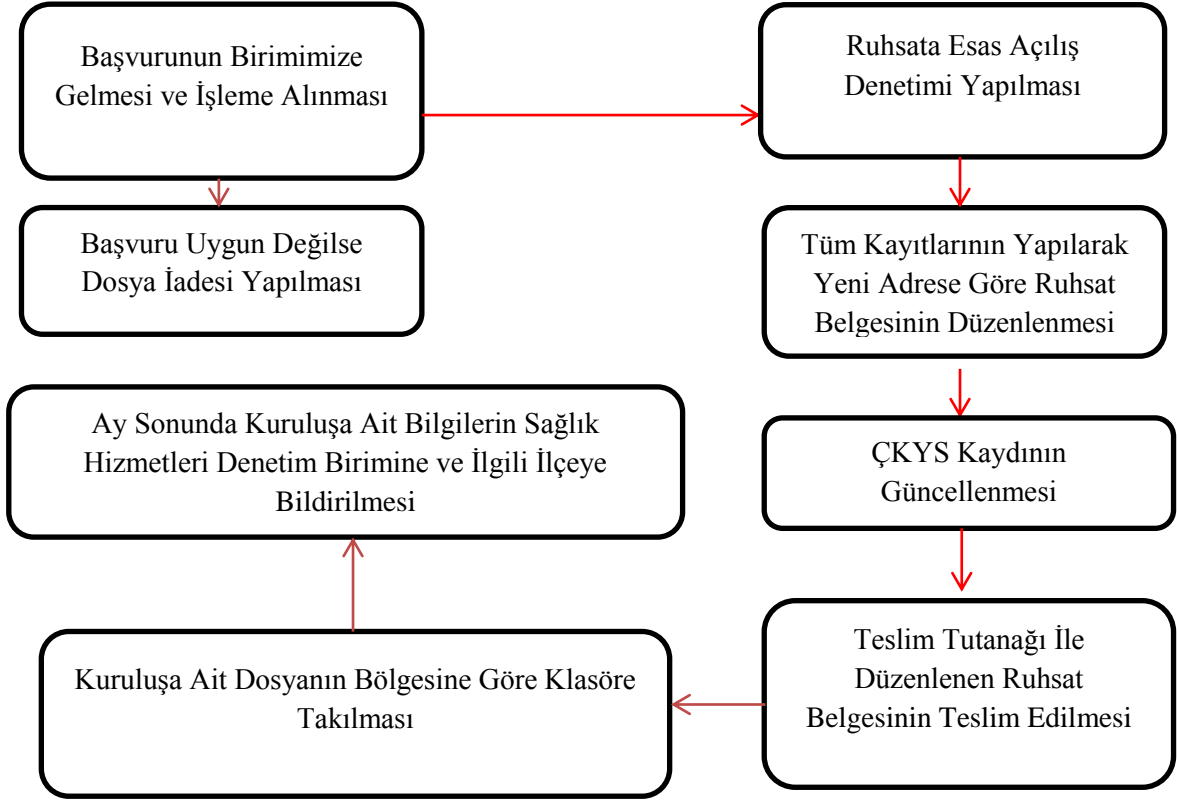 Başvurunun Birimimize
Gelmesi ve İşleme Alınması
Ruhsata Esas Açılış
Denetimi Yapılması
Başvuru Uygun Değilse
Dosya İadesi Yapılması
Tüm Kayıtlarının Yapılarak
Yeni Adrese Göre Ruhsat
Belgesinin Düzenlenmesi
Ay Sonunda Kuruluşa Ait Bilgilerin Sağlık
Hizmetleri Denetim Birimine ve İlgili İlçeye
Bildirilmesi
ÇKYS Kaydının
Güncellenmesi
Kuruluşa Ait Dosyanın Bölgesine Göre Klasöre
Takılması
Teslim Tutanağı İle
Düzenlenen Ruhsat
Belgesinin Teslim Edilmesi